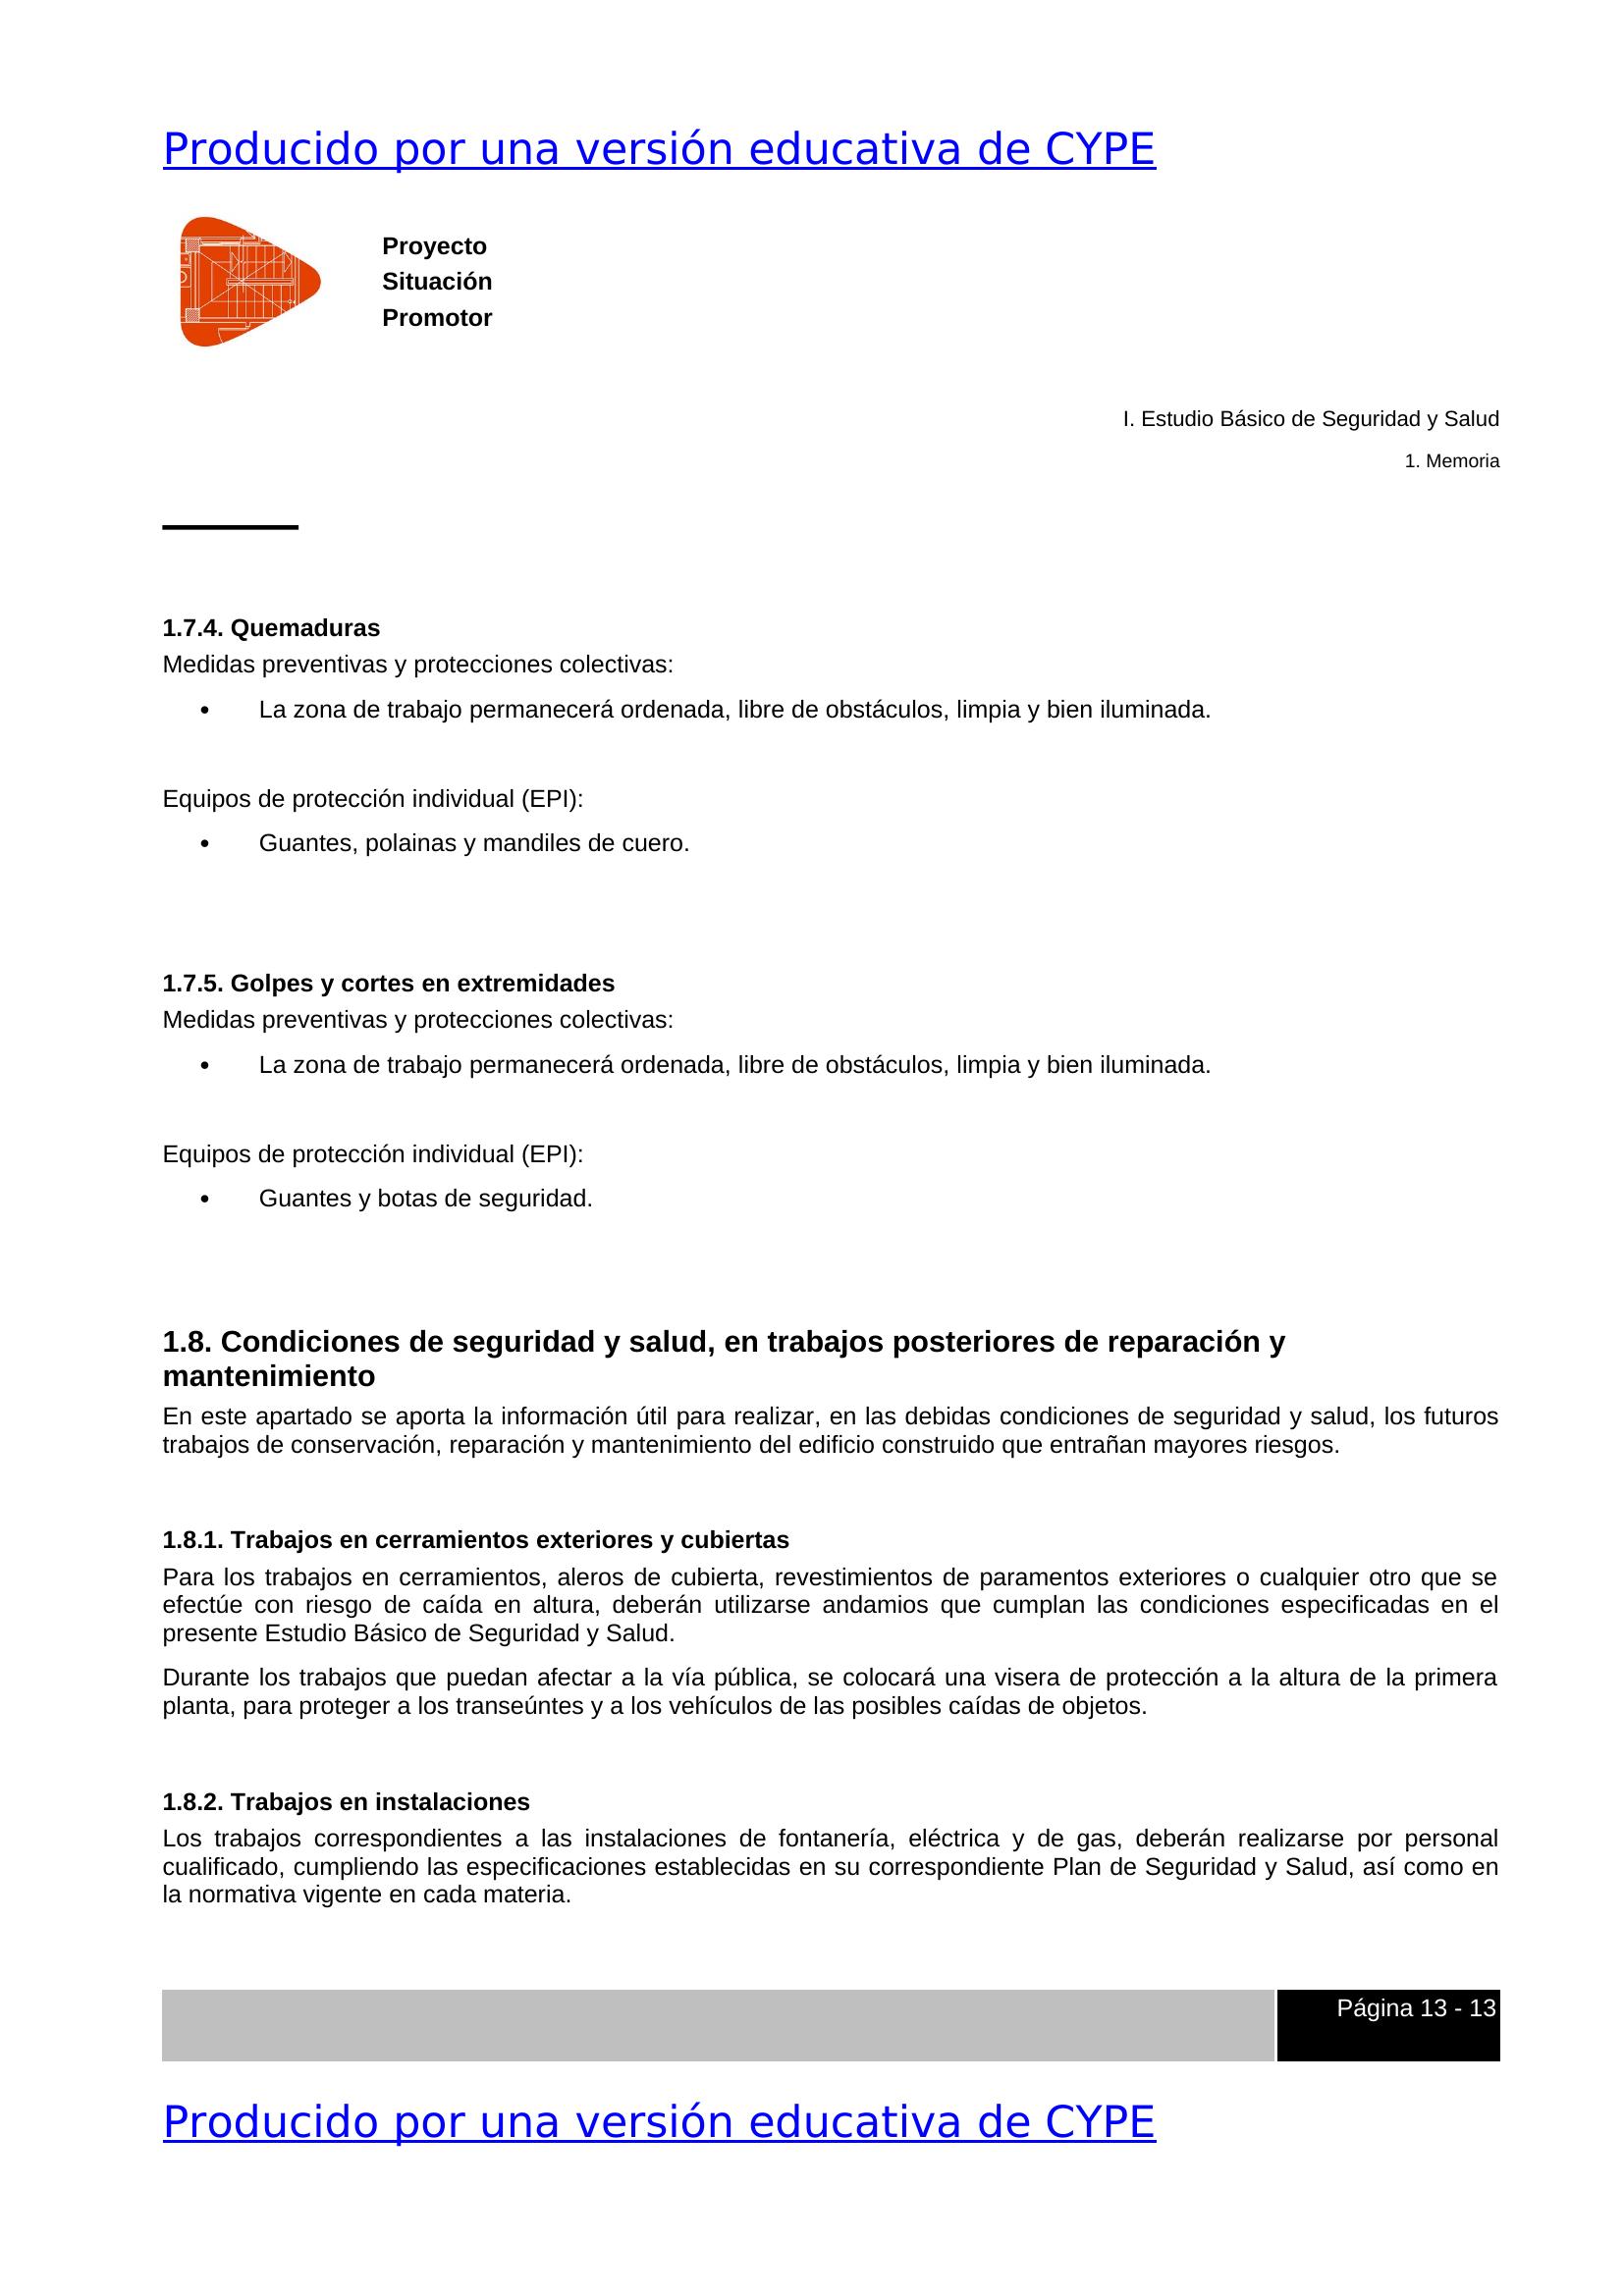 Producido por una versión educativa de CYPE
Proyecto
Situación
Promotor
I. Estudio Básico de Seguridad y Salud
1. Memoria
1.7.4. Quemaduras
Medidas preventivas y protecciones colectivas:
• La zona de trabajo permanecerá ordenada, libre de obstáculos, limpia y bien iluminada.
Equipos de protección individual (EPI):
• Guantes, polainas y mandiles de cuero.
1.7.5. Golpes y cortes en extremidades
Medidas preventivas y protecciones colectivas:
• La zona de trabajo permanecerá ordenada, libre de obstáculos, limpia y bien iluminada.
Equipos de protección individual (EPI):
• Guantes y botas de seguridad.
1.8. Condiciones de seguridad y salud, en trabajos posteriores de reparación y
mantenimiento
En este apartado se aporta la información útil para realizar, en las debidas condiciones de seguridad y salud, los futuros
trabajos de conservación, reparación y mantenimiento del edificio construido que entrañan mayores riesgos.
1.8.1. Trabajos en cerramientos exteriores y cubiertas
Para los trabajos en cerramientos, aleros de cubierta, revestimientos de paramentos exteriores o cualquier otro que se
efectúe con riesgo de caída en altura, deberán utilizarse andamios que cumplan las condiciones especificadas en el
presente Estudio Básico de Seguridad y Salud.
Durante los trabajos que puedan afectar a la vía pública, se colocará una visera de protección a la altura de la primera
planta, para proteger a los transeúntes y a los vehículos de las posibles caídas de objetos.
1.8.2. Trabajos en instalaciones
Los trabajos correspondientes a las instalaciones de fontanería, eléctrica y de gas, deberán realizarse por personal
cualificado, cumpliendo las especificaciones establecidas en su correspondiente Plan de Seguridad y Salud, así como en
la normativa vigente en cada materia.
Página 13 - 13
Producido por una versión educativa de CYPE